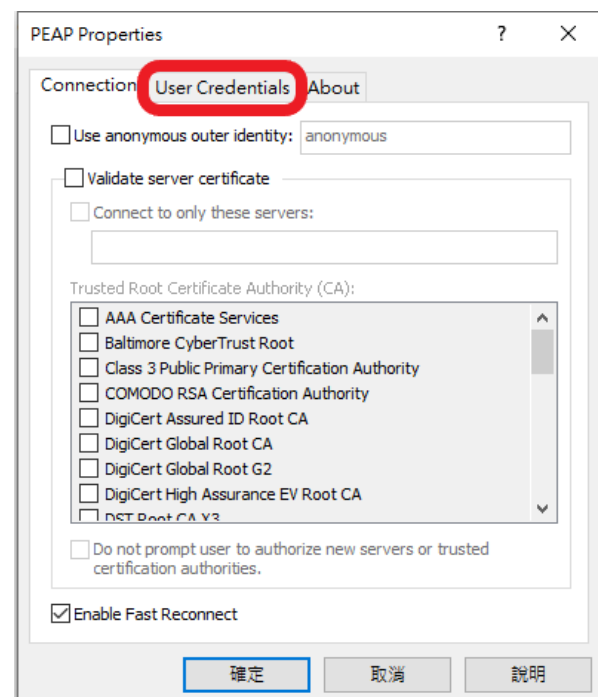 PEAP Properties
Connection User Credentials About
Use anonymous outer identity: anonymous
Validate server certificate
Connect to only these servers:
Trusted Root Certificate Authority (CA):
AAA Certificate Services
Baltimore CyberTrust Root
Class 3 Public Primary Certification Authority
COMODO RSA Certification Authority
DigiCert Assured ID Root CA
DigiCert Global Root CA
DigiCert Global Root G2
DigiCert High Assurance EV Root CA
DST Root CA X3
Do not prompt user to authorize new servers or trusted
certification authorities.
Enable Fast Reconnect
確定 取消 說明